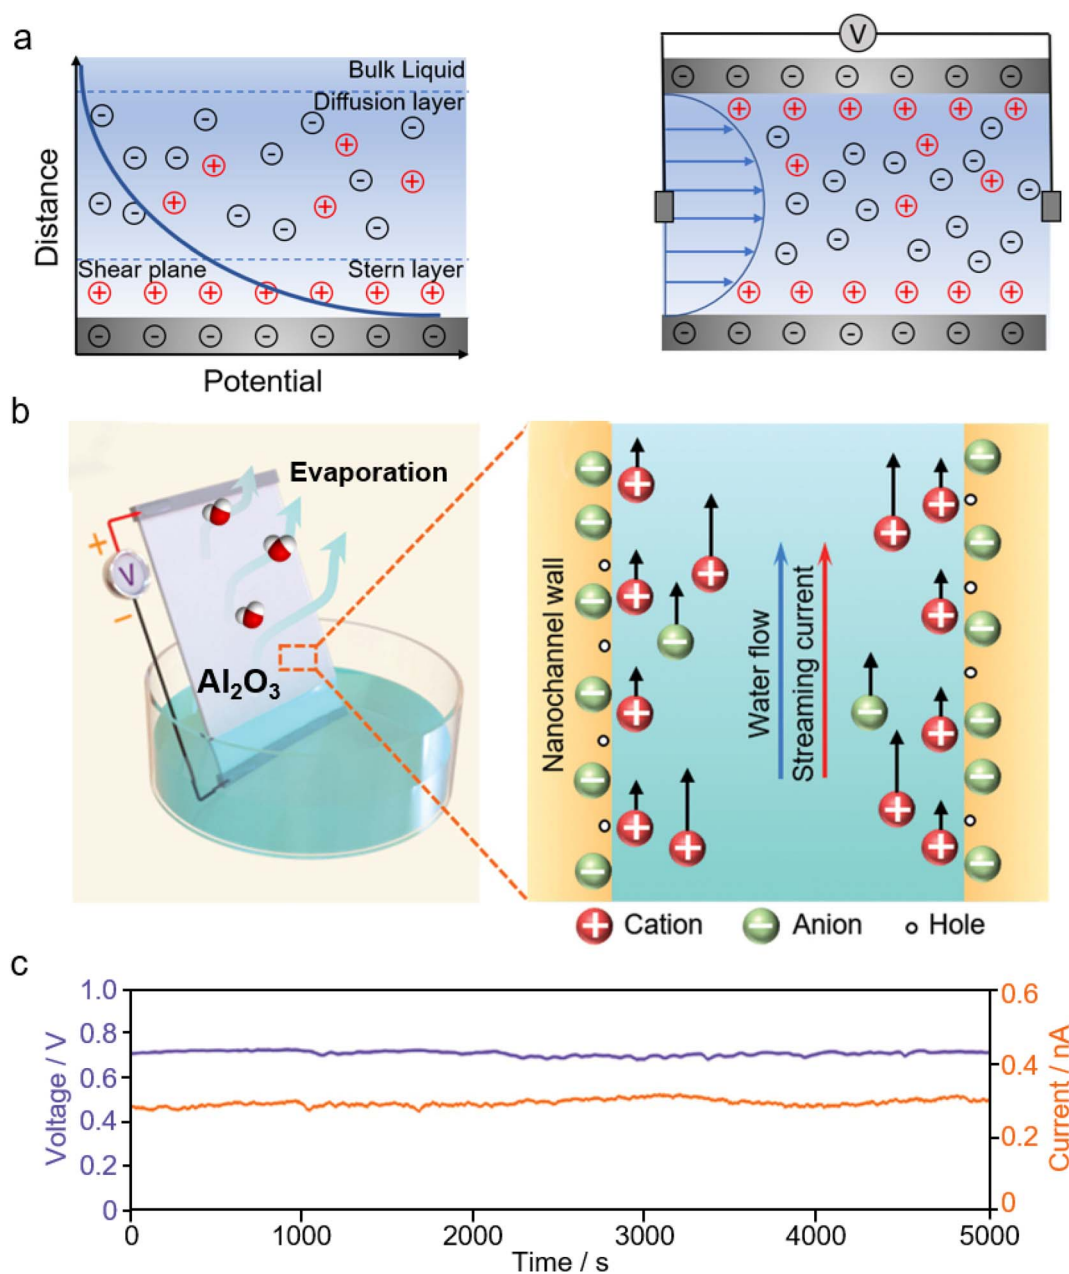 a
Bulk Liquid
Diffusion layer
Shear plane
Stern layer
Distance
Potential
V
b
Evaporation
+
V
−
Al₂O₃
Nanochannel wall
Water flow
Streaming current
Cation
Anion
Hole
c
Voltage / V
1.0
0.8
0.6
0.4
0.2
0
Current / nA
0.6
0.4
0.2
0
0
1000
2000
3000
4000
5000
Time / s